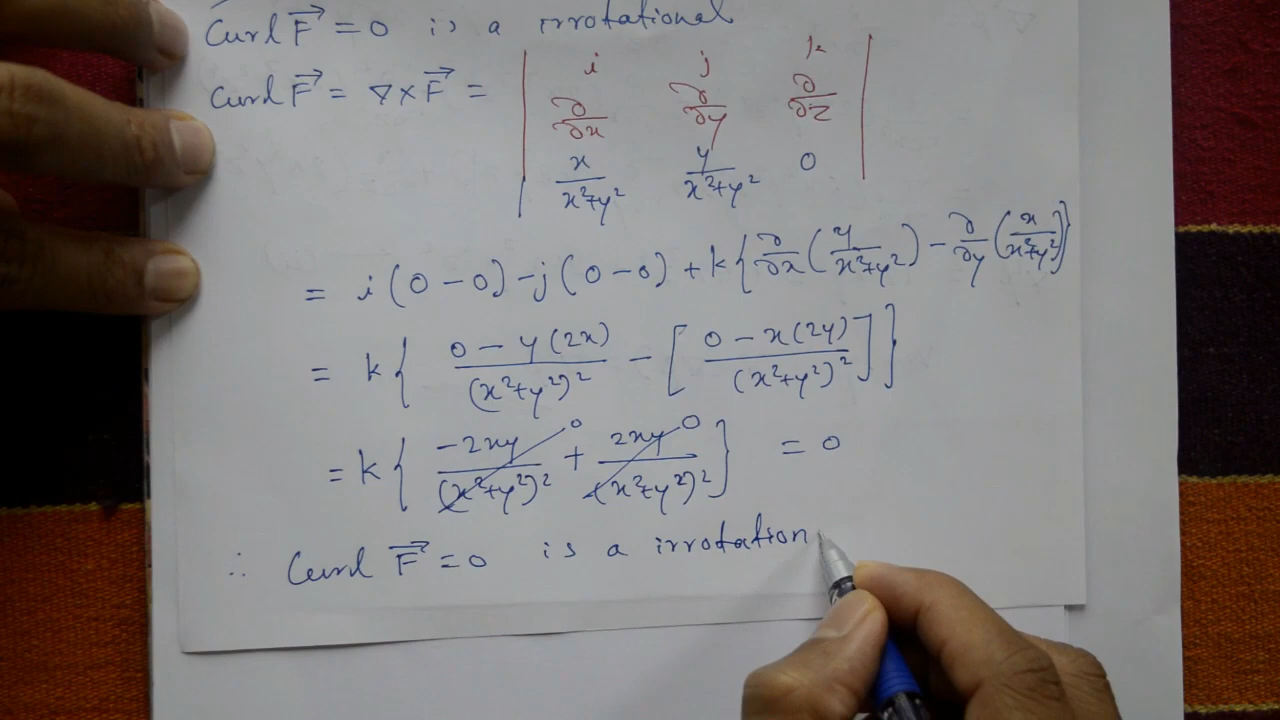 Curl F⃗ = 0 is a irrotational
Curl F⃗ = ∇×F⃗ = | i j k
∂/∂x ∂/∂y ∂/∂z
x/(x²+y²) y/(x²+y²) 0 |
= i(0-0) -j(0-0) + k{∂/∂x(y/(x²+y²)) - ∂/∂y(x/(x²+y²))}
= k{ (0 - y(2x))/(x²+y²)² - [ (0 - x(2y))/(x²+y²)² ] }
= k{ -2xy/(x²+y²)² 0 + 2xy/(x²+y²)² 0 } = 0
∴ Curl F⃗ = 0 is a irrotation